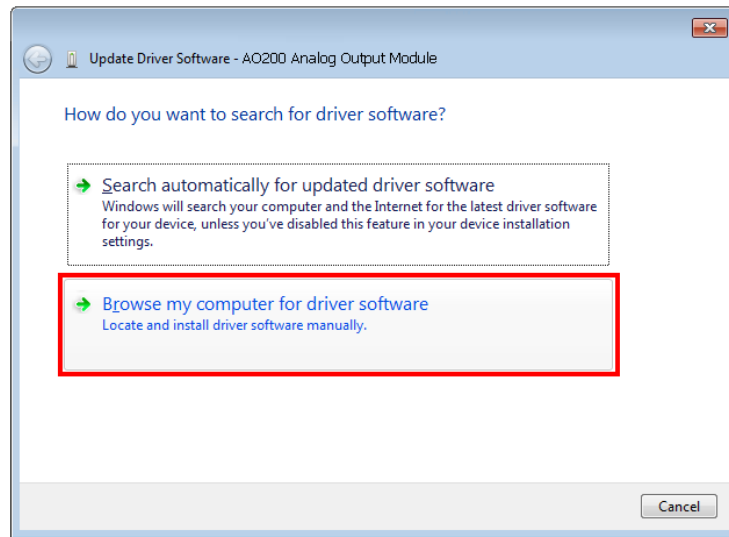 Update Driver Software - AO200 Analog Output Module
How do you want to search for driver software?
Search automatically for updated driver software
Windows will search your computer and the Internet for the latest driver software
for your device, unless you've disabled this feature in your device installation
settings.
Browse my computer for driver software
Locate and install driver software manually.
Cancel